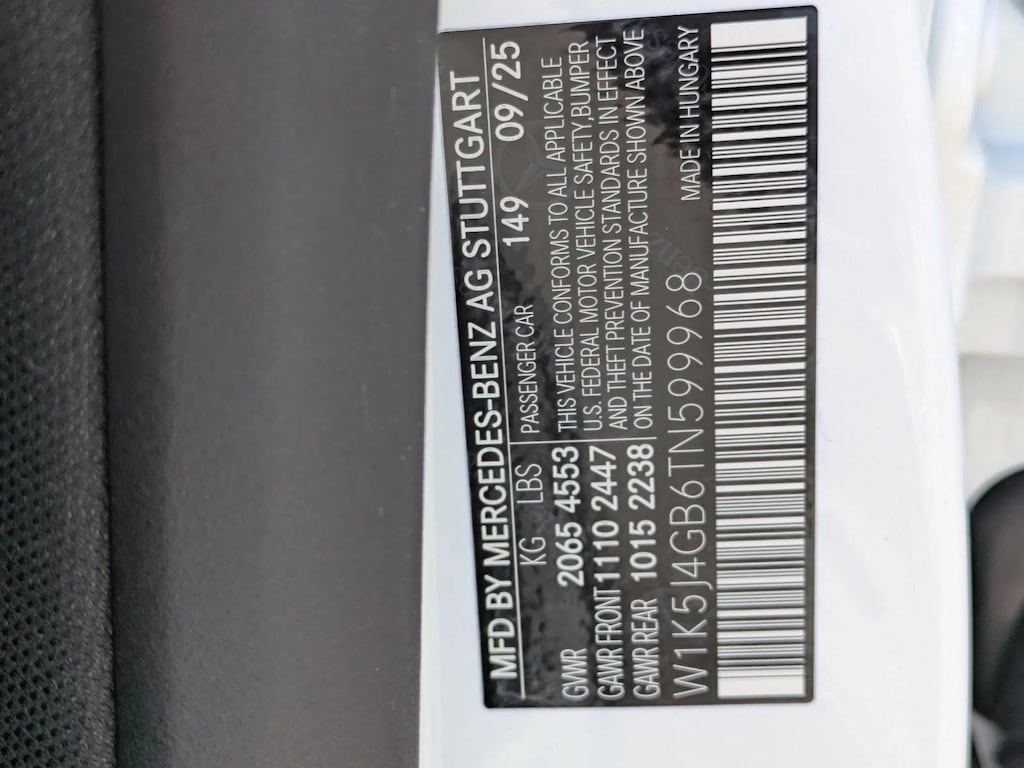 MFD BY MERCEDES-BENZ AG STUTTGART
KG LBS PASSENGER CAR 149 09/25
GWR 2065 4553 THIS VEHICLE CONFORMS TO ALL APPLICABLE
GAWR FRONT 1110 2447 U.S. FEDERAL MOTOR VEHICLE SAFETY,BUMPER
AND THEFT PREVENTION STANDARDS IN EFFECT
GAWR REAR 1015 2238 ON THE DATE OF MANUFACTURE SHOWN ABOVE
W1K5J4GB6TN599968 MADE IN HUNGARY